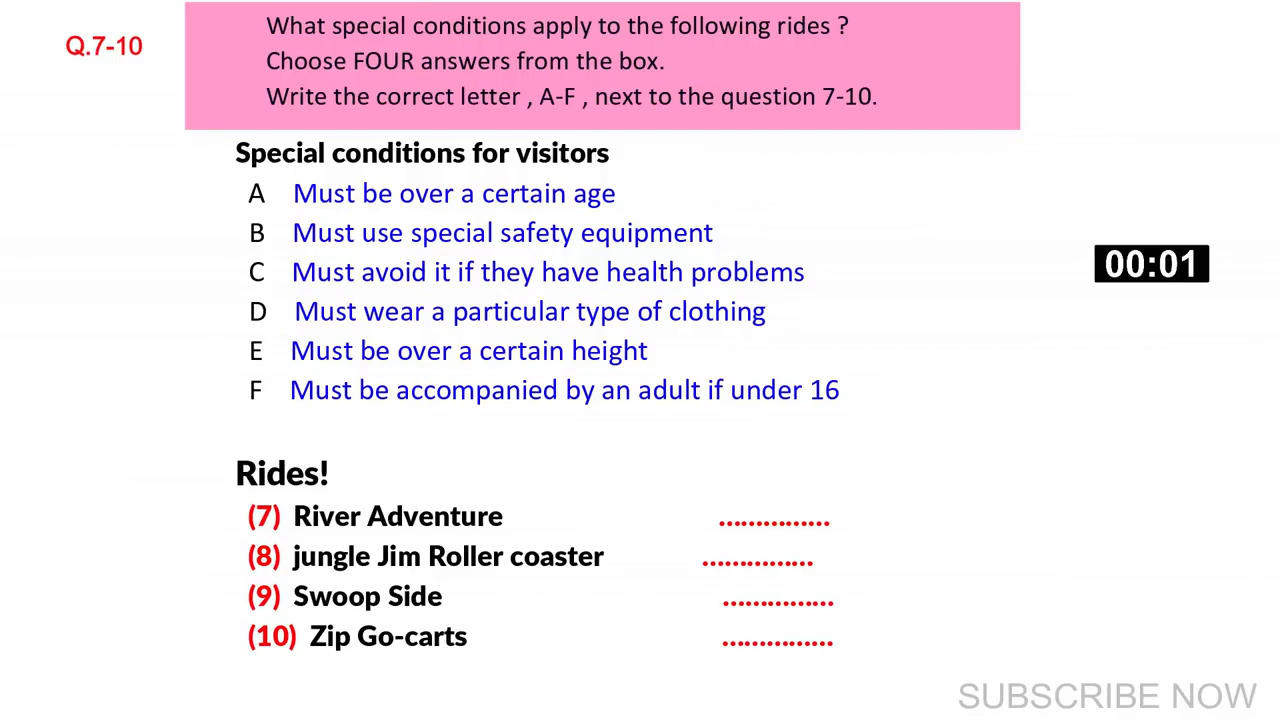 Q.7-10
What special conditions apply to the following rides ?
Choose FOUR answers from the box.
Write the correct letter , A-F , next to the question 7-10.
Special conditions for visitors
A Must be over a certain age
B Must use special safety equipment
C Must avoid it if they have health problems
D Must wear a particular type of clothing
E Must be over a certain height
F Must be accompanied by an adult if under 16
00:01
Rides!
(7) River Adventure ...............
(8) jungle Jim Roller coaster ...............
(9) Swoop Side ...............
(10) Zip Go-carts ...............
SUBSCRIBE NOW